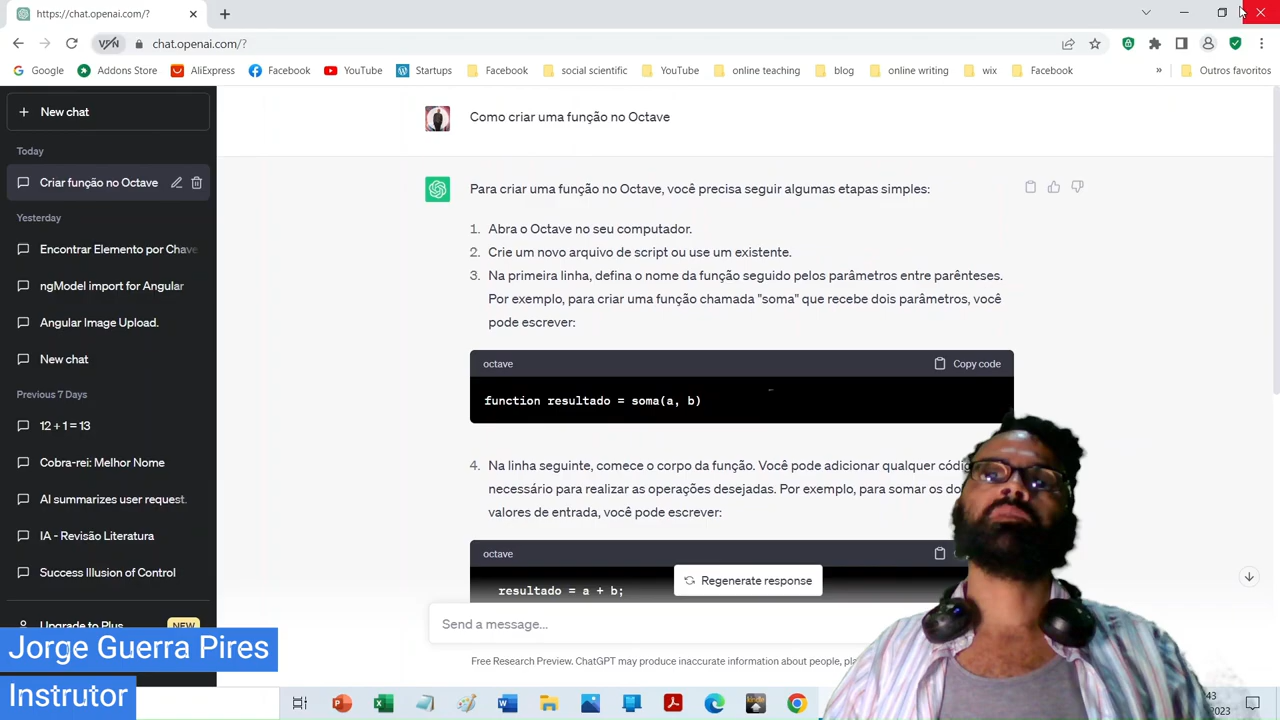 https://chat.openai.com/?
VPN
chat.openai.com/?
Google
Addons Store
AliExpress
Facebook
YouTube
Startups
Facebook
social scientific
YouTube
online teaching
blog
online writing
wix
Facebook
»
Outros favoritos
New chat
Today
Criar função no Octave
Yesterday
Encontrar Elemento por Chave
ngModel import for Angular
Angular Image Upload.
New chat
Previous 7 Days
12 + 1 = 13
Cobra-rei: Melhor Nome
AI summarizes user request.
IA - Revisão Literatura
Success Illusion of Control
Upgrade to Plus
NEW
Como criar uma função no Octave
Para criar uma função no Octave, você precisa seguir algumas etapas simples:
1. Abra o Octave no seu computador.
2. Crie um novo arquivo de script ou use um existente.
3. Na primeira linha, defina o nome da função seguido pelos parâmetros entre parênteses.
Por exemplo, para criar uma função chamada "soma" que recebe dois parâmetros, você
pode escrever:
octave
Copy code
function resultado = soma(a, b)
4. Na linha seguinte, comece o corpo da função. Você pode adicionar qualquer
necessário para realizar as operações desejadas. Por exemplo, para somar os
valores de entrada, você pode escrever:
octave
resultado = a + b;
Regenerate response
Send a message...
Free Research Preview. ChatGPT may produce inaccurate information about people,
Jorge Guerra Pires
Instrutor